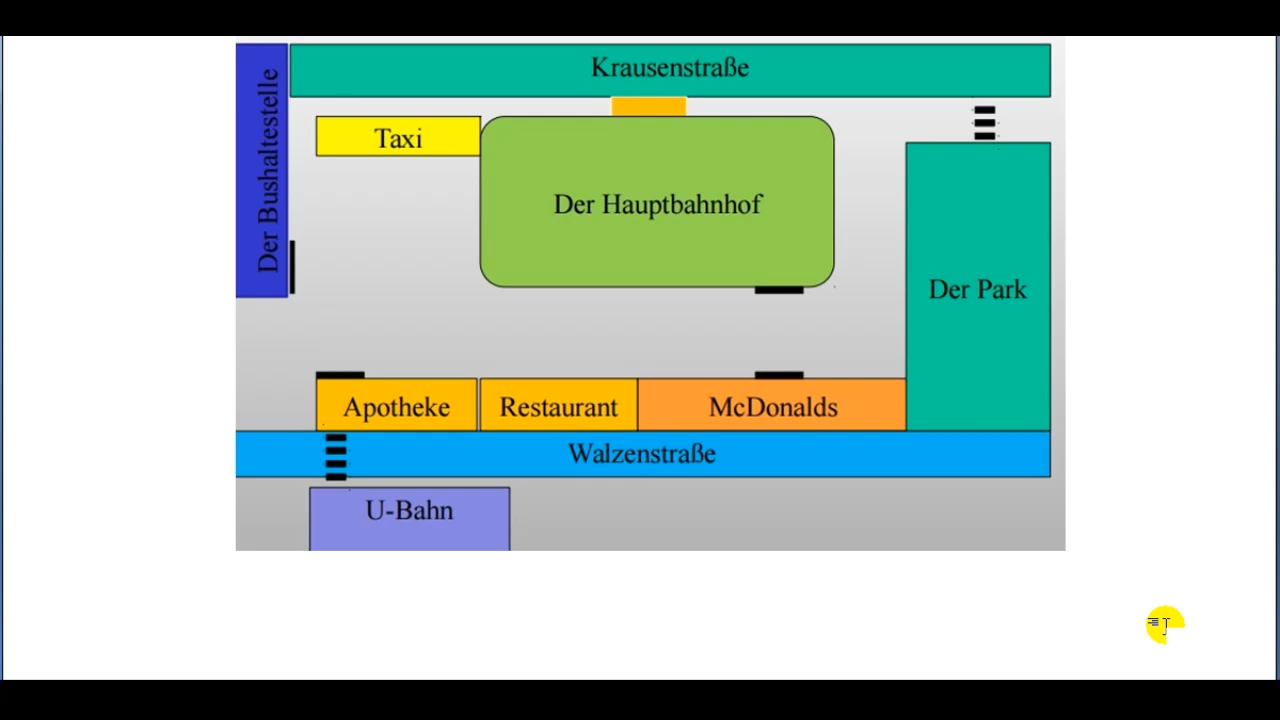 Krausenstraße
Der Bushaltestelle
Taxi
Der Hauptbahnhof
Der Park
Apotheke
Restaurant
McDonalds
Walzenstraße
U-Bahn